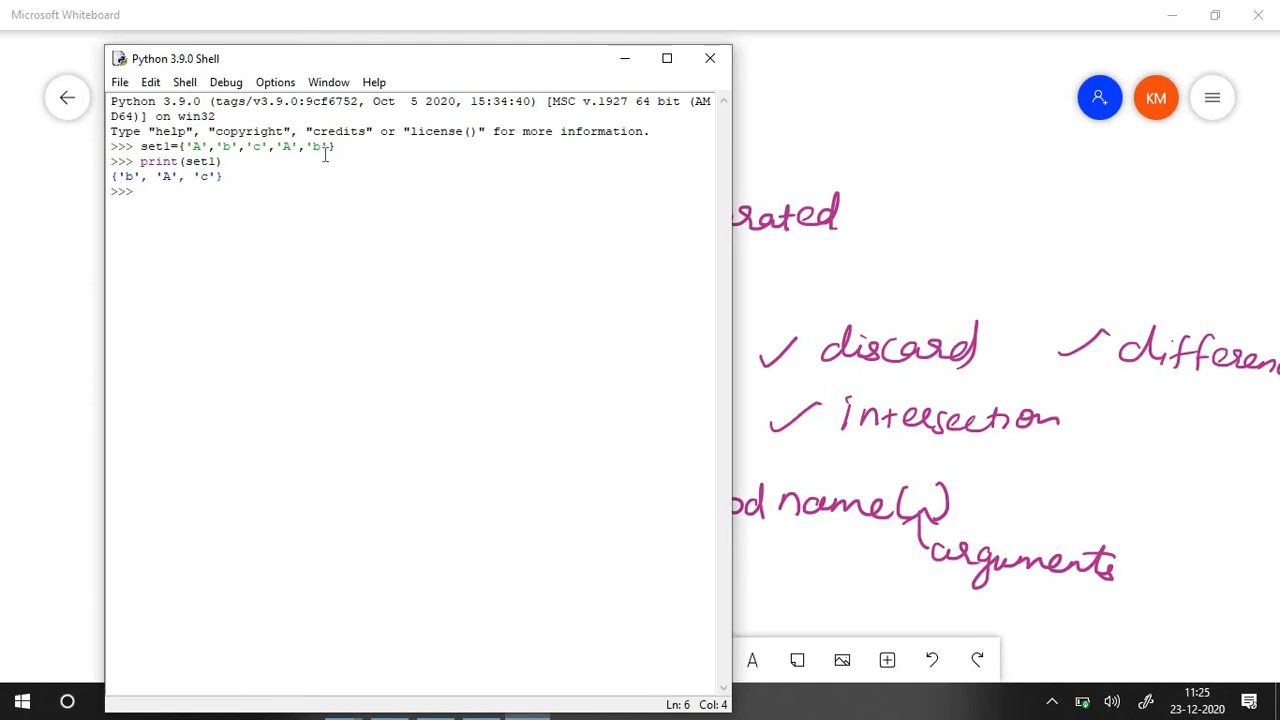 Microsoft Whiteboard
Python 3.9.0 Shell
File Edit Shell Debug Options Window Help
Python 3.9.0 (tags/v3.9.0:9cf6752, Oct  5 2020, 15:34:40) [MSC v.1927 64 bit (AM
D64)] on win32
Type "help", "copyright", "credits" or "license()" for more information.
>>> set1={'A','b','c','A','b'}
>>> print(set1)
{'b', 'A', 'c'}
>>>
KM
erated
✓ discard ✓ differen
✓ intersection
od name( )
arguments
A
Ln: 6 Col: 4
11:25
23-12-2020